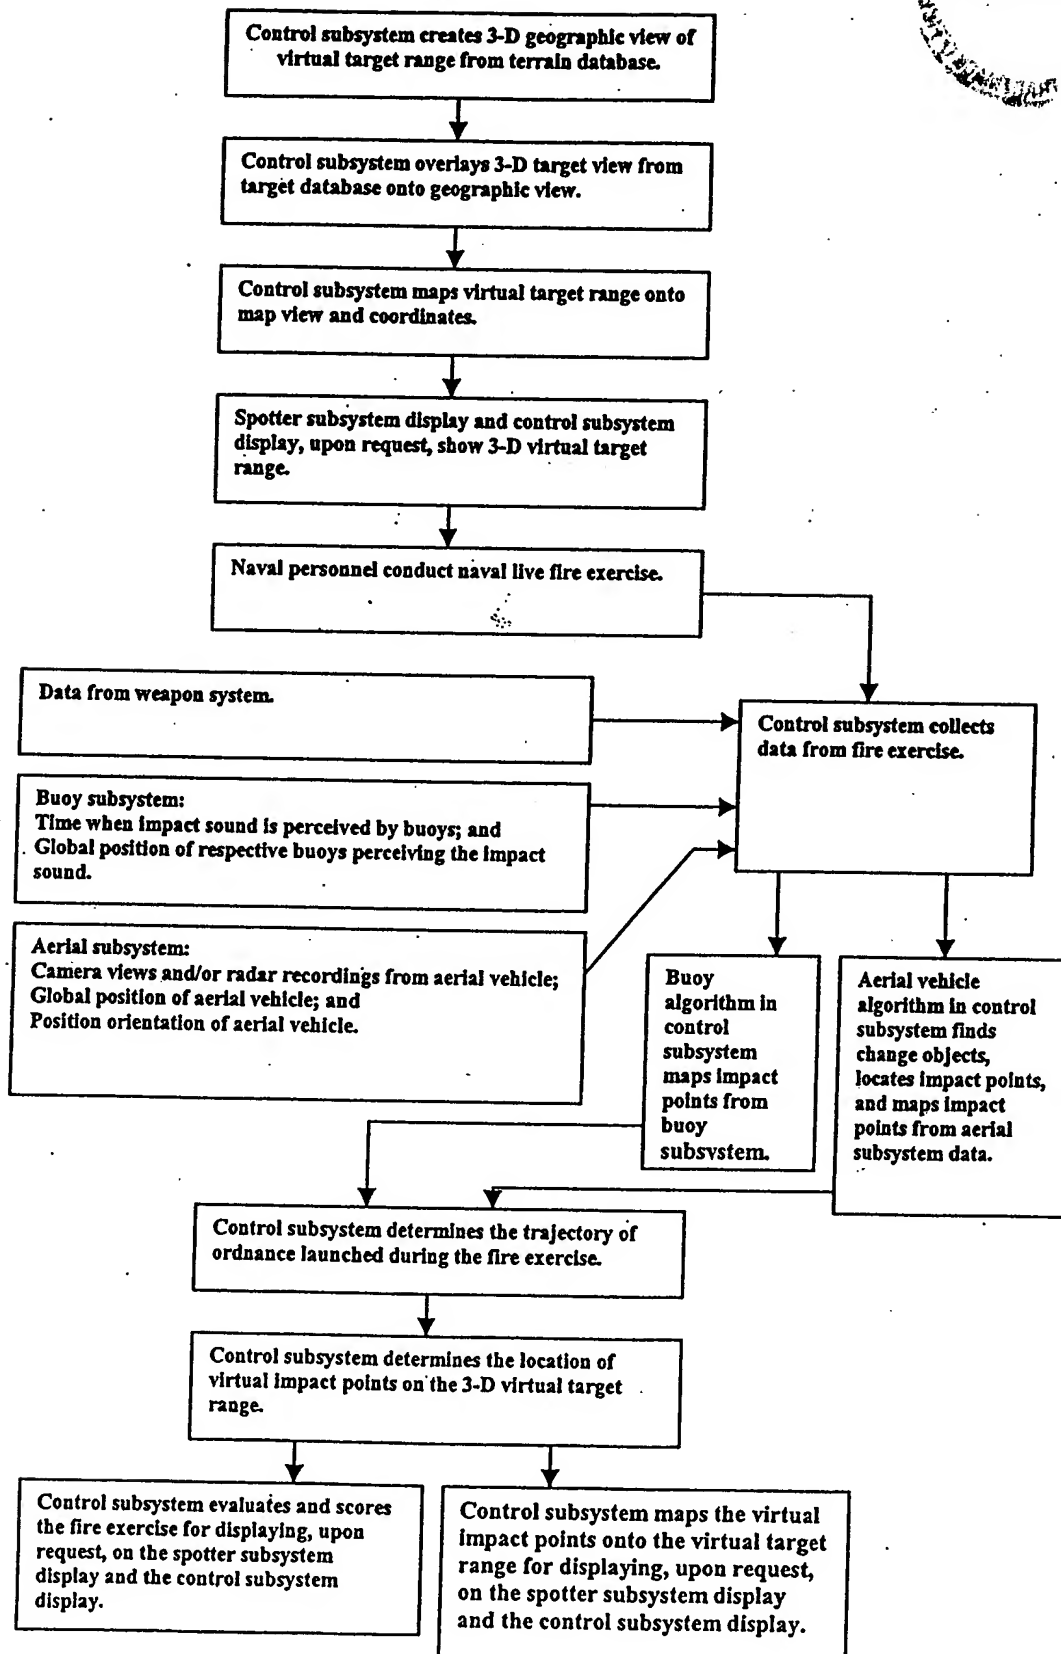 Control subsystem creates 3-D geographic view of
virtual target range from terrain database.
Control subsystem overlays 3-D target view from
target database onto geographic view.
Control subsystem maps virtual target range onto
map view and coordinates.
Spotter subsystem display and control subsystem
display, upon request, show 3-D virtual target
range.
Naval personnel conduct naval live fire exercise.
Data from weapon system.
Control subsystem collects
data from fire exercise.
Buoy subsystem:
Time when impact sound is perceived by buoys; and
Global position of respective buoys perceiving the impact
sound.
Aerial subsystem:
Camera views and/or radar recordings from aerial vehicle;
Global position of aerial vehicle; and
Position orientation of aerial vehicle.
Buoy
algorithm in
control
subsystem
maps impact
points from
buoy
subsystem.
Aerial vehicle
algorithm in control
subsystem finds
change objects,
locates impact points,
and maps impact
points from aerial
subsystem data.
Control subsystem determines the trajectory of
ordnance launched during the fire exercise.
Control subsystem determines the location of
virtual impact points on the 3-D virtual target
range.
Control subsystem evaluates and scores
the fire exercise for displaying, upon
request, on the spotter subsystem
display and the control subsystem
display.
Control subsystem maps the virtual
impact points onto the virtual target
range for displaying, upon request,
on the spotter subsystem display
and the control subsystem display.